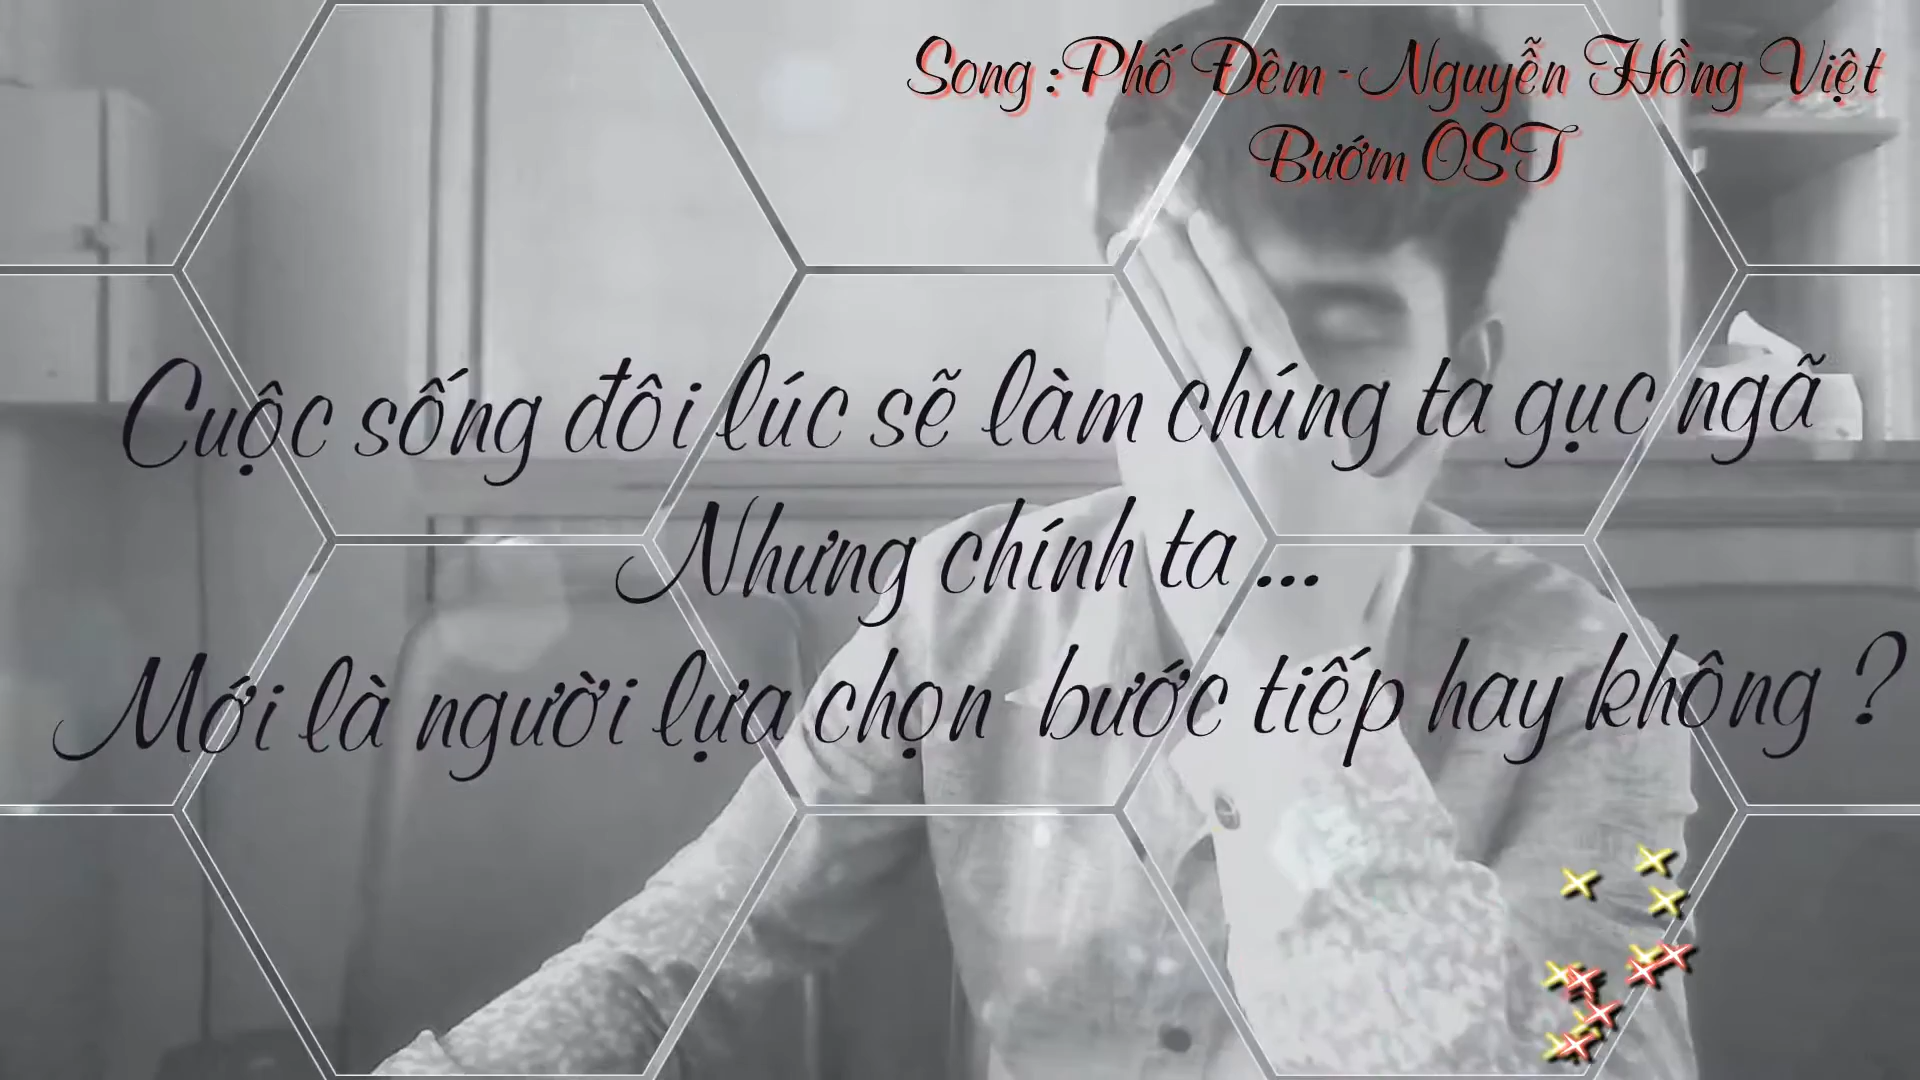 Song : Phố Đêm - Nguyễn Hồng Việt
Bướm OST
Cuộc sống đôi lúc sẽ làm chúng ta gục ngã
Nhưng chính ta ...
Mới là người lựa chọn bước tiếp hay không ?